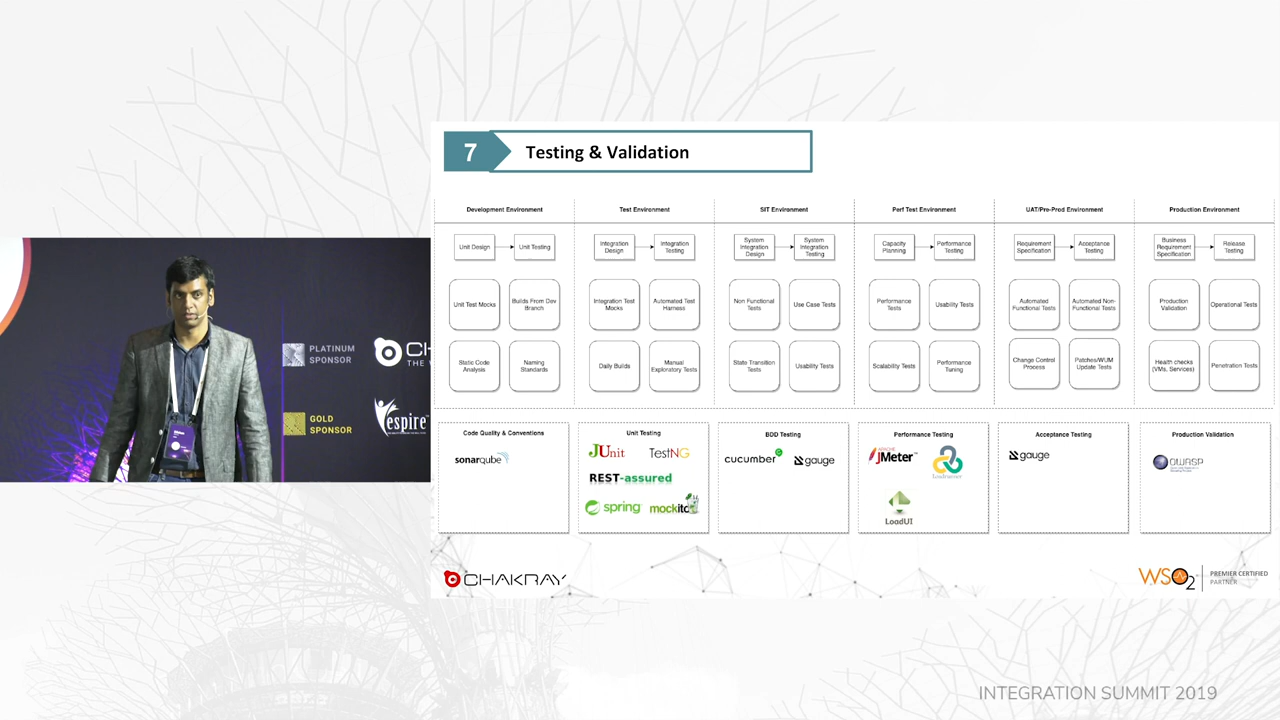 7
Testing & Validation
Development Environment
Test Environment
SIT Environment
Perf Test Environment
UAT/Pre-Prod Environment
Production Environment
Unit Design
Unit Testing
Integration
Design
Integration
Testing
System
Integration
Design
System
Integration
Testing
Capacity
Planning
Performance
Testing
Requirement
Specification
Acceptance
Testing
Business
Requirement
Specification
Release
Testing
Unit Test Mocks
Builds From Dev
Branch
Integration Test
Mocks
Automated Test
Harness
Non Functional
Tests
Use Case Tests
Performance
Tests
Usability Tests
Automated
Functional Tests
Automated Non-
Functional Tests
Production
Validation
Operational Tests
Static Code
Analysis
Naming
Standards
Daily Builds
Manual
Exploratory Tests
State Transition
Tests
Usability Tests
Scalability Tests
Performance
Tuning
Change Control
Process
Patches/WUM
Update Tests
Health checks
(VMs, Services)
Penetration Tests
Code Quality & Conventions
sonarqube
Unit Testing
JUnit
TestNG
REST-assured
spring
mockito
BDD Testing
cucumber
gauge
Performance Testing
APACHE
JMeter™
Loadrunner
LoadUI
Acceptance Testing
gauge
Production Validation
OWASP
CHAKRAY
WSO2
PREMIER CERTIFIED
PARTNER
PLATINUM
SPONSOR
CH
THE W
GOLD
SPONSOR
espire™
INTEGRATION SUMMIT 2019